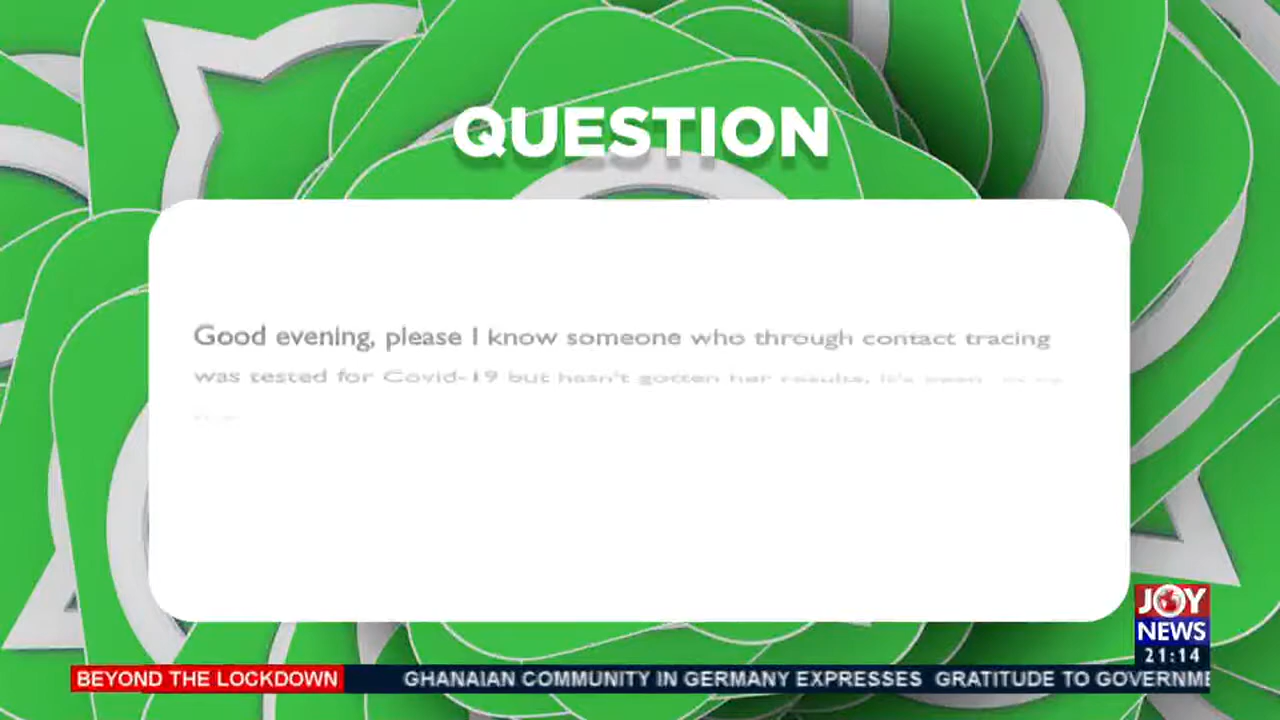 QUESTION
Good evening, please I know someone who through contact tracing
was tested for Covid-19 but hasn't gotten her results, it's been
JOY
NEWS
21:14
BEYOND THE LOCKDOWN GHANAIAN COMMUNITY IN GERMANY EXPRESSES GRATITUDE TO GOVERNME